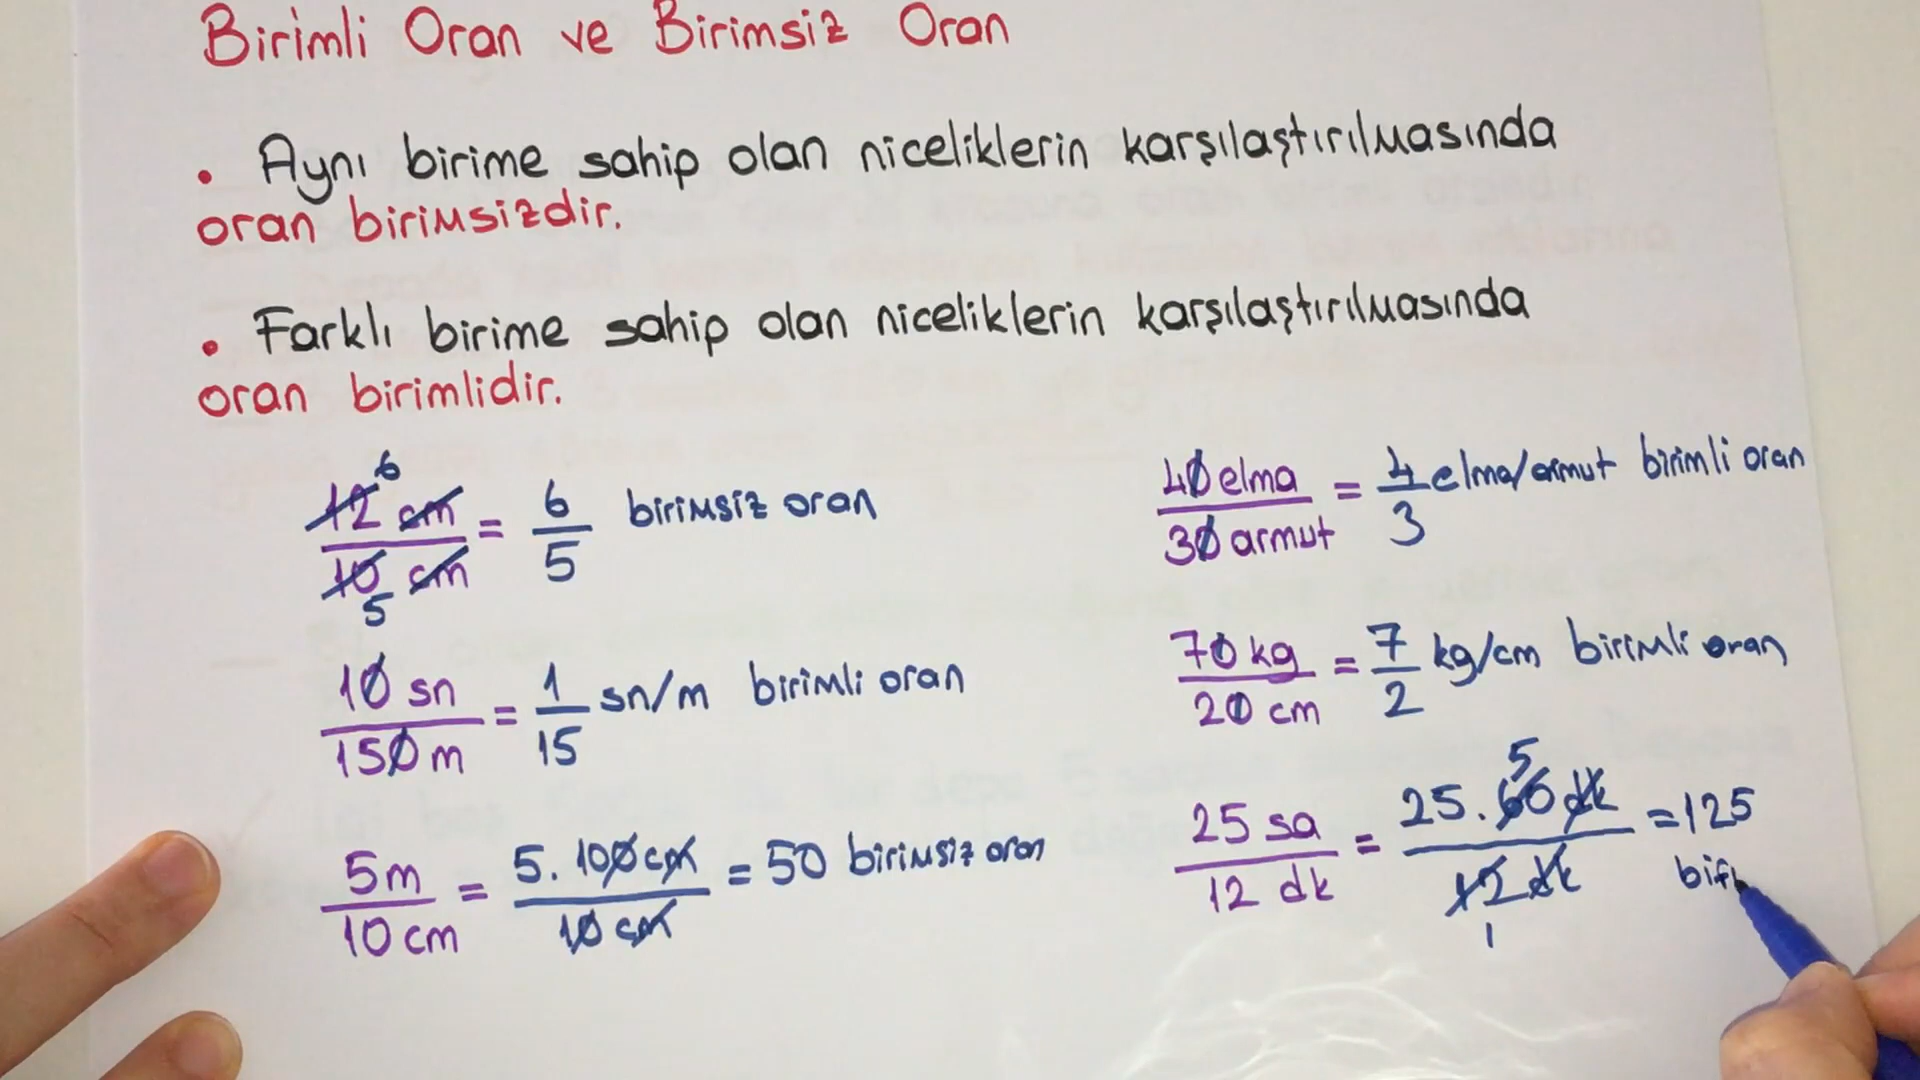 Birimli Oran ve Birimsiz Oran
• Aynı birime sahip olan niceliklerin karşılaştırılmasında
oran birimsizdir.
• Farklı birime sahip olan niceliklerin karşılaştırılmasında
oran birimlidir.
12 cm / 10 cm = 6/5 birimsiz oran
6
5
10 sn / 150 m = 1/15 sn/m birimli oran
5m / 10 cm = 5. 100 cm / 10 cm = 50 birimsiz oran
40 elma / 30 armut = 4/3 elma/armut birimli oran
70 kg / 20 cm = 7/2 kg/cm birimli oran
25 sa / 12 dk = 25. 60 dk / 12 dk = 125
5
1